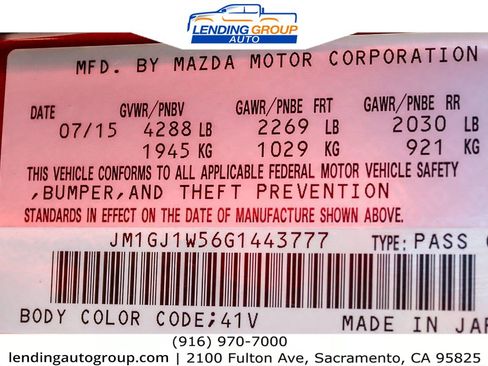 LENDING GROUP
AUTO
MFD. BY MAZDA MOTOR CORPORATION
DATE GVWR/PNBV GAWR/PNBE FRT GAWR/PNBE RR
07/15 4288 LB 2269 LB 2030 LB
1945 KG 1029 KG 921 KG
THIS VEHICLE CONFORMS TO ALL APPLICABLE FEDERAL MOTOR VEHICLE SAFETY
,BUMPER,AND THEFT PREVENTION
STANDARDS IN EFFECT ON THE DATE OF MANUFACTURE SHOWN ABOVE.
JM1GJ1W56G1443777 TYPE: PASS
BODY COLOR CODE;41V MADE IN JAP
(916) 970-7000
lendingautogroup.com | 2100 Fulton Ave, Sacramento, CA 95825